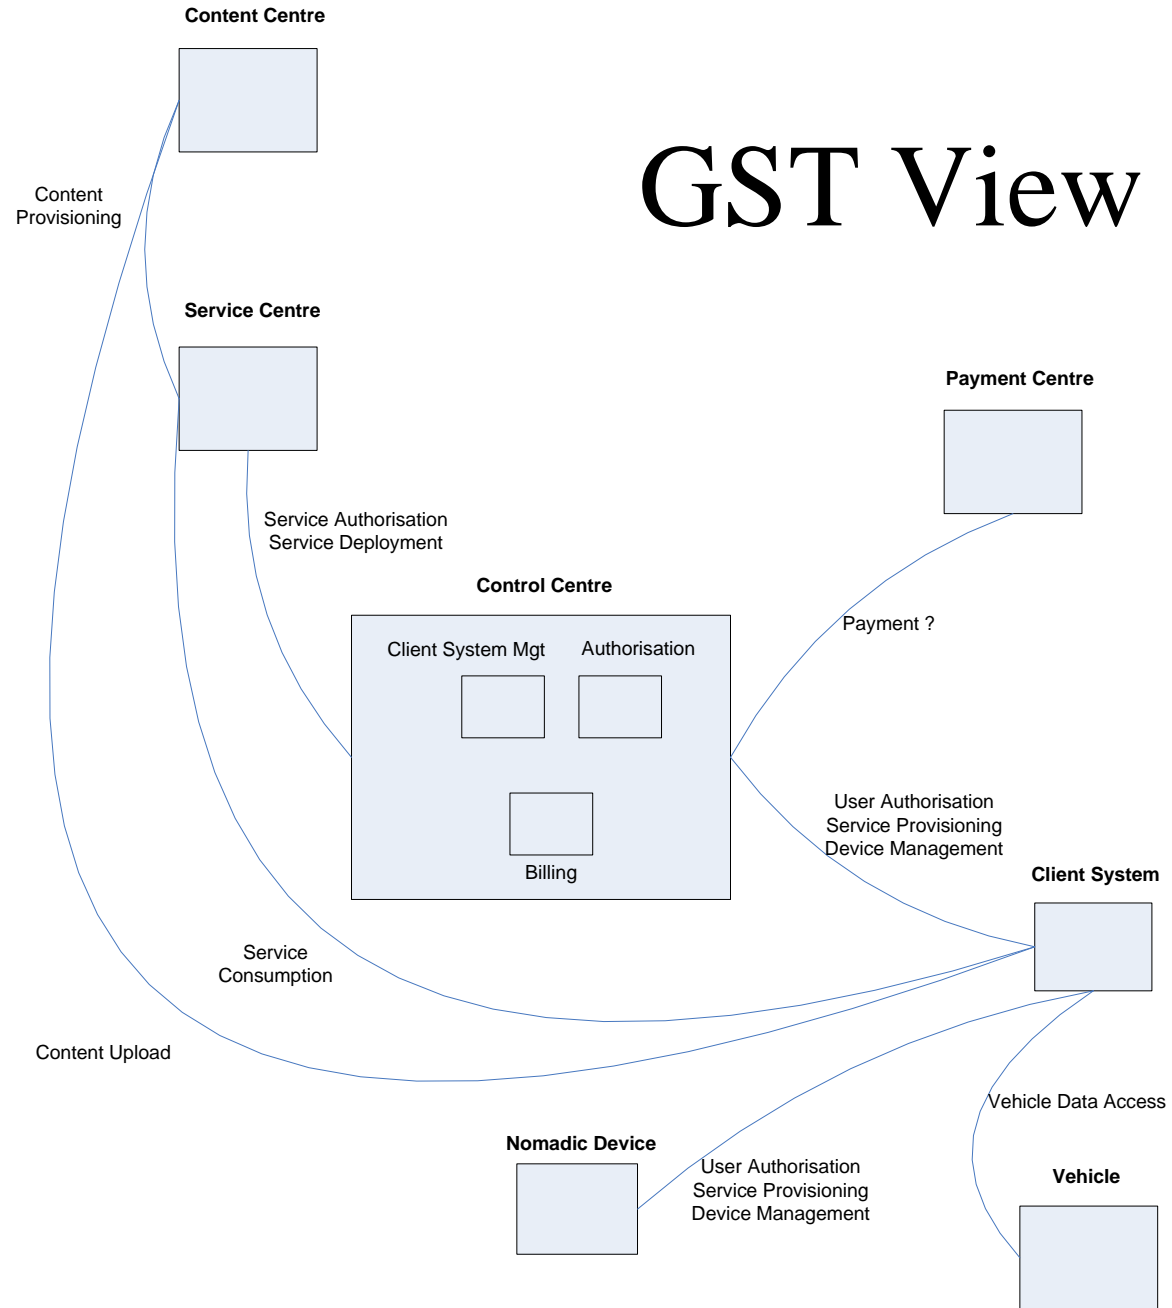 Content Centre
GST View
Content
Provisioning
Service Centre
Payment Centre
Service Authorisation
Service Deployment
Control Centre
Payment ?
Client System Mgt
Authorisation
User Authorisation
Service Provisioning
Device Management
Billing
Client System
Service
Consumption
Content Upload
Vehicle Data Access
Nomadic Device
User Authorisation
Service Provisioning
Device Management
Vehicle